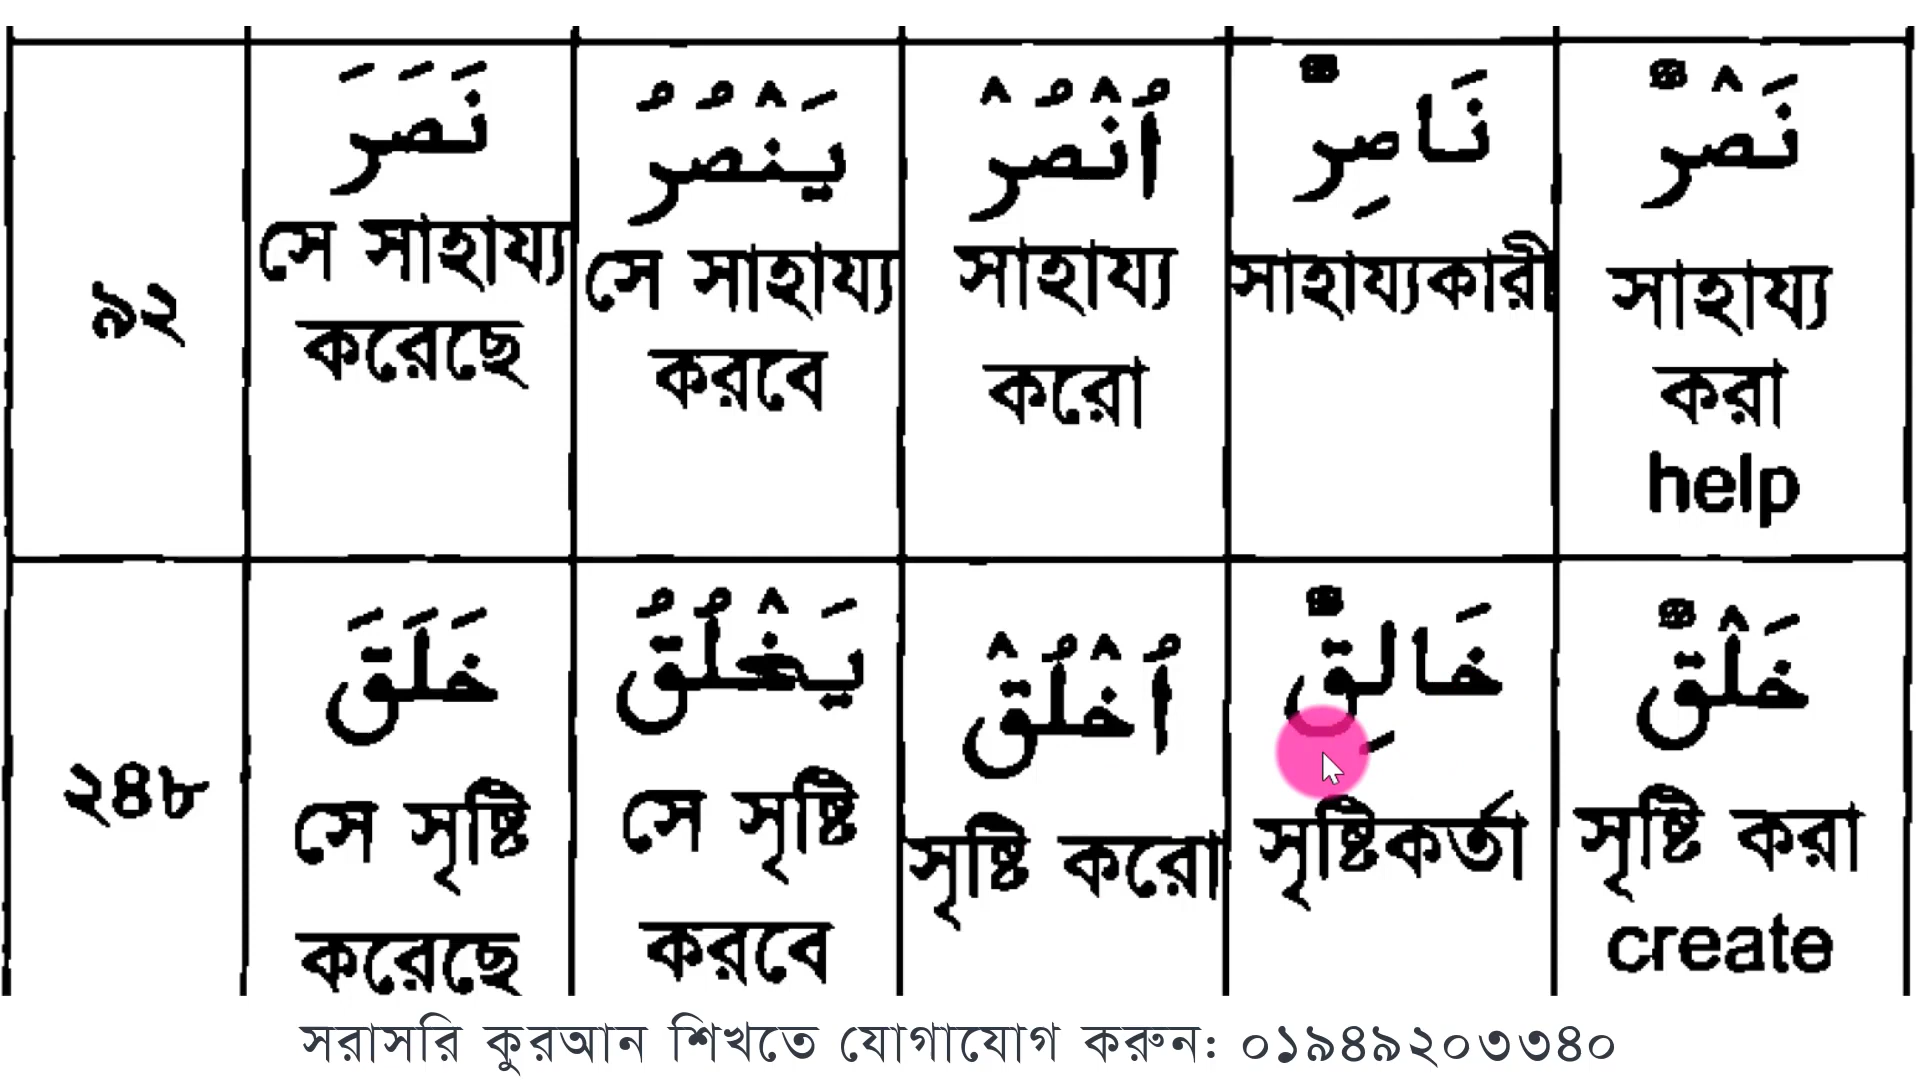 ৯২
نَصَرَ
সে সাহায্য
করেছে
يَنْصُرُ
সে সাহায্য
করবে
اُنْصُرْ
সাহায্য
করো
نَاصِرٌ
সাহায্যকারী
نَصْرٌ
সাহায্য
করা
help
২৪৮
خَلَقَ
সে সৃষ্টি
করেছে
يَخْلُقُ
সে সৃষ্টি
করবে
اُخْلُقْ
সৃষ্টি করো
خَالِقٌ
সৃষ্টিকর্তা
خَلْقٌ
সৃষ্টি করা
create
সরাসরি কুরআন শিখতে যোগাযোগ করুন: ০১৯৪৯২০৩৩৪০